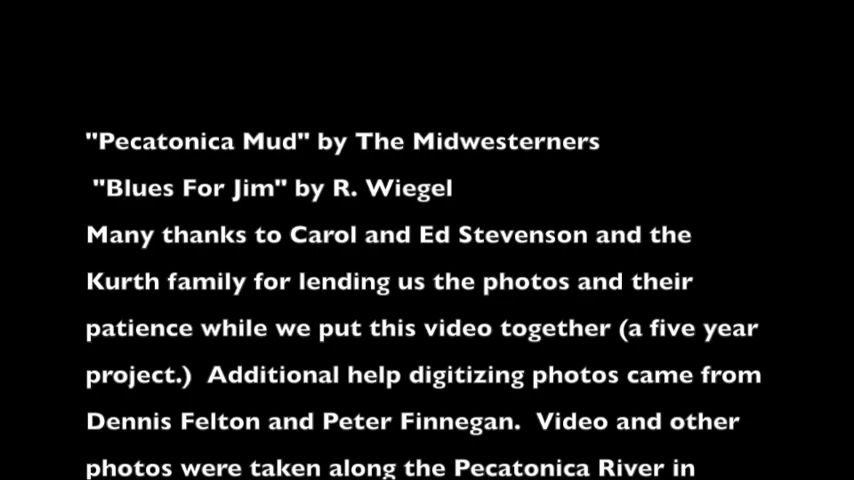 "Pecatonica Mud" by The Midwesterners
"Blues For Jim" by R. Wiegel
Many thanks to Carol and Ed Stevenson and the
Kurth family for lending us the photos and their
patience while we put this video together (a five year
project.)  Additional help digitizing photos came from
Dennis Felton and Peter Finnegan.  Video and other
photos were taken along the Pecatonica River in